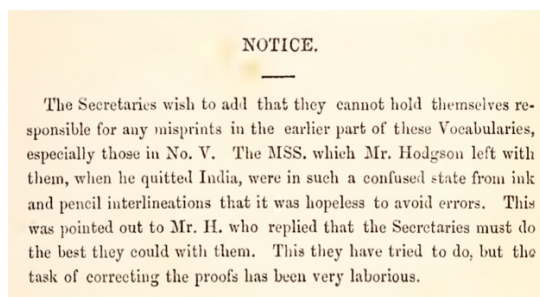 NOTICE.
The Secretaries wish to add that they cannot hold themselves re-
sponsible for any misprints in the earlier part of these Vocabularies,
especially those in No. V. The MSS. which Mr. Hodgson left with
them, when he quitted India, were in such a confused state from ink
and pencil interlineations that it was hopeless to avoid errors. This
was pointed out to Mr. H. who replied that the Secretaries must do
the best they could with them. This they have tried to do, but the
task of correcting the proofs has been very laborious.